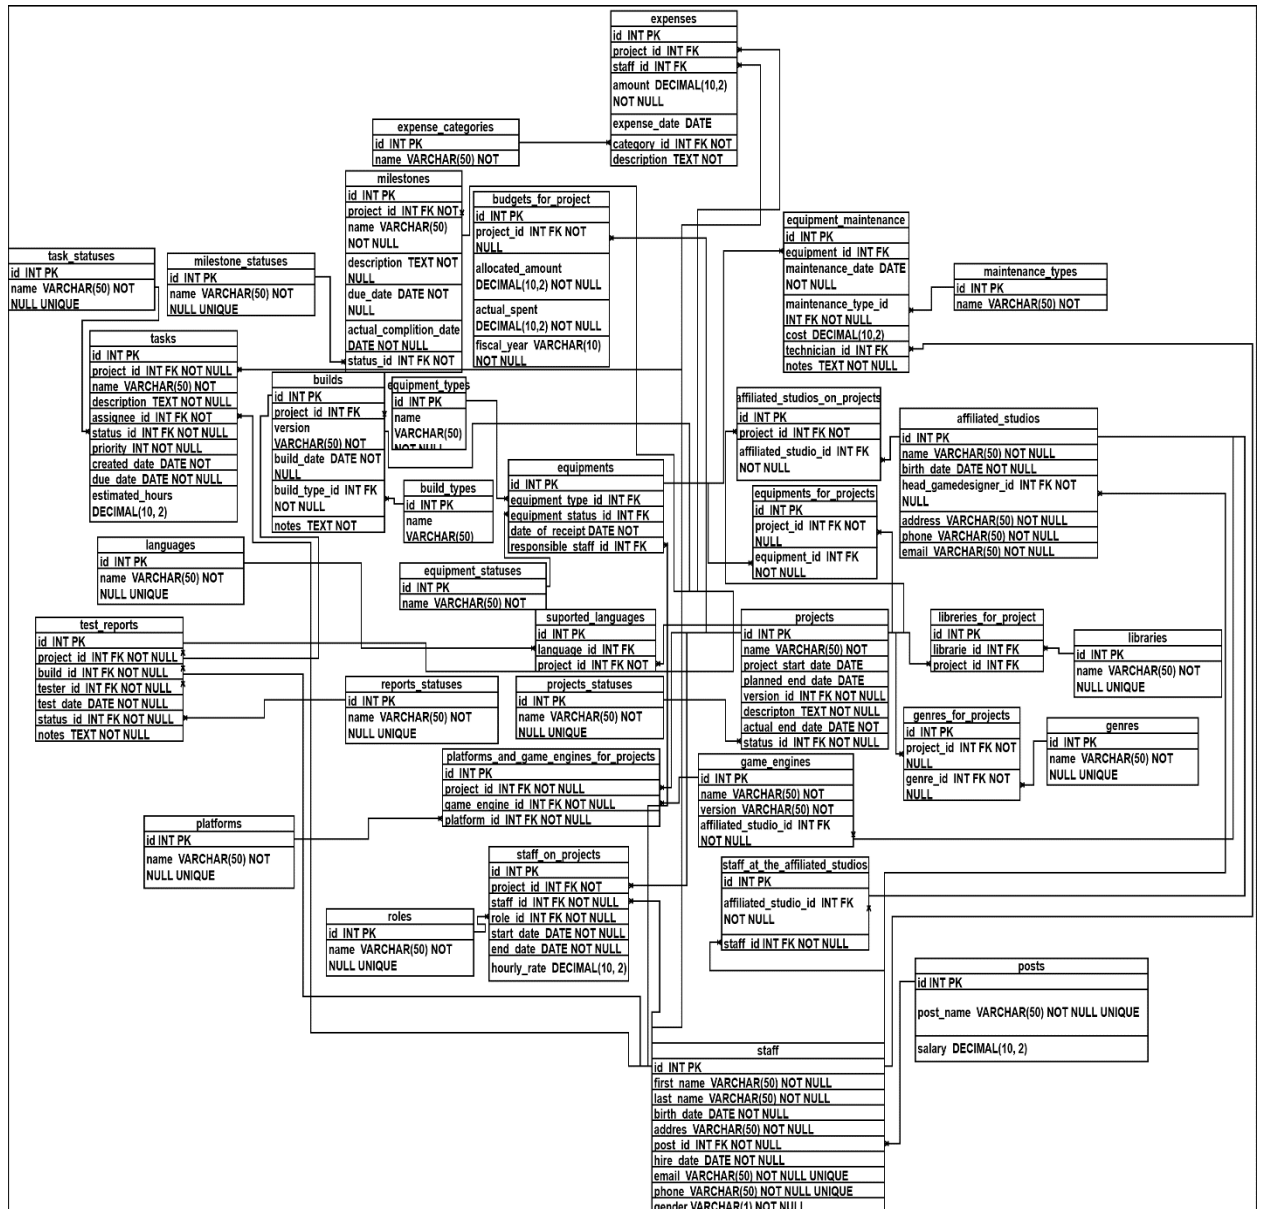 expenses
id INT PK
project_id INT FK
staff_id INT FK
amount DECIMAL(10,2)
NOT NULL
expense_date DATE
category_id INT FK NOT
description TEXT NOT
expense_categories
id INT PK
name VARCHAR(50) NOT
milestones
id INT PK
project_id INT FK NOT
name VARCHAR(50)
NOT NULL
description TEXT NOT
NULL
due_date DATE NOT
NULL
actual_complition_date
DATE NOT NULL
status_id INT FK NOT
budgets_for_project
id INT PK
project_id INT FK NOT
NULL
allocated_amount
DECIMAL(10,2) NOT NULL
actual_spent
DECIMAL(10,2) NOT NULL
fiscal_year VARCHAR(10)
NOT NULL
equipment_maintenance
id INT PK
equipment_id INT FK
maintenance_date DATE
NOT NULL
maintenance_type_id
INT FK NOT NULL
cost DECIMAL(10,2)
technician_id INT FK
notes TEXT NOT NULL
maintenance_types
id INT PK
name VARCHAR(50) NOT
task_statuses
id INT PK
name VARCHAR(50) NOT
NULL UNIQUE
milestone_statuses
id INT PK
name VARCHAR(50) NOT
NULL UNIQUE
tasks
id INT PK
project_id INT FK NOT NULL
name VARCHAR(50) NOT
description TEXT NOT NULL
assignee_id INT FK NOT
status_id INT FK NOT NULL
priority INT NOT NULL
created_date DATE NOT
due_date DATE NOT NULL
estimated_hours
DECIMAL(10, 2)
builds
id INT PK
project_id INT FK
version
VARCHAR(50) NOT
build_date DATE NOT
NULL
build_type_id INT FK
NOT NULL
notes TEXT NOT
equipment_types
id INT PK
name
VARCHAR(50)
NOT NULL
build_types
id INT PK
name
VARCHAR(50)
equipments
id INT PK
equipment_type_id INT FK
equipment_status_id INT FK
date_of_receipt DATE NOT
responsible_staff_id INT FK
affiliated_studios_on_projects
id INT PK
project_id INT FK NOT
affiliated_studio_id INT FK
NOT NULL
affiliated_studios
id INT PK
name VARCHAR(50) NOT NULL
birth_date DATE NOT NULL
head_gamedesigner_id INT FK NOT
NULL
address VARCHAR(50) NOT NULL
phone VARCHAR(50) NOT NULL
email VARCHAR(50) NOT NULL
equipments_for_projects
id INT PK
project_id INT FK NOT
NULL
equipment_id INT FK
NOT NULL
languages
id INT PK
name VARCHAR(50) NOT
NULL UNIQUE
equipment_statuses
id INT PK
name VARCHAR(50) NOT
suported_languages
id INT PK
language_id INT FK
project_id INT FK NOT
projects
id INT PK
name VARCHAR(50) NOT
project_start_date DATE
planned_end_date DATE
version_id INT FK NOT NULL
descripton TEXT NOT NULL
actual_end_date DATE NOT
status_id INT FK NOT NULL
libreries_for_project
id INT PK
librarie_id INT FK
project_id INT FK
libraries
id INT PK
name VARCHAR(50) NOT
NULL UNIQUE
test_reports
id INT PK
project_id INT FK NOT NULL
build_id INT FK NOT NULL
tester_id INT FK NOT NULL
test_date DATE NOT NULL
status_id INT FK NOT NULL
notes TEXT NOT NULL
reports_statuses
id INT PK
name VARCHAR(50) NOT
NULL UNIQUE
projects_statuses
id INT PK
name VARCHAR(50) NOT
NULL UNIQUE
genres_for_projects
id INT PK
project_id INT FK NOT
NULL
genre_id INT FK NOT
NULL
genres
id INT PK
name VARCHAR(50) NOT
NULL UNIQUE
platforms_and_game_engines_for_projects
id INT PK
project_id INT FK NOT NULL
game_engine_id INT FK NOT NULL
platform_id INT FK NOT NULL
game_engines
id INT PK
name VARCHAR(50) NOT
version VARCHAR(50) NOT
affiliated_studio_id INT FK
NOT NULL
platforms
id INT PK
name VARCHAR(50) NOT
NULL UNIQUE
staff_on_projects
id INT PK
project_id INT FK NOT
staff_id INT FK NOT NULL
role_id INT FK NOT NULL
start_date DATE NOT NULL
end_date DATE NOT NULL
hourly_rate DECIMAL(10, 2)
roles
id INT PK
name VARCHAR(50) NOT
NULL UNIQUE
staff_at_the_affiliated_studios
id INT PK
affiliated_studio_id INT FK
NOT NULL
staff_id INT FK NOT NULL
posts
id INT PK
post_name VARCHAR(50) NOT NULL UNIQUE
salary DECIMAL(10, 2)
staff
id INT PK
first_name VARCHAR(50) NOT NULL
last_name VARCHAR(50) NOT NULL
birth_date DATE NOT NULL
addres VARCHAR(50) NOT NULL
post_id INT FK NOT NULL
hire_date DATE NOT NULL
email VARCHAR(50) NOT NULL UNIQUE
phone VARCHAR(50) NOT NULL UNIQUE
gender VARCHAR(1) NOT NULL